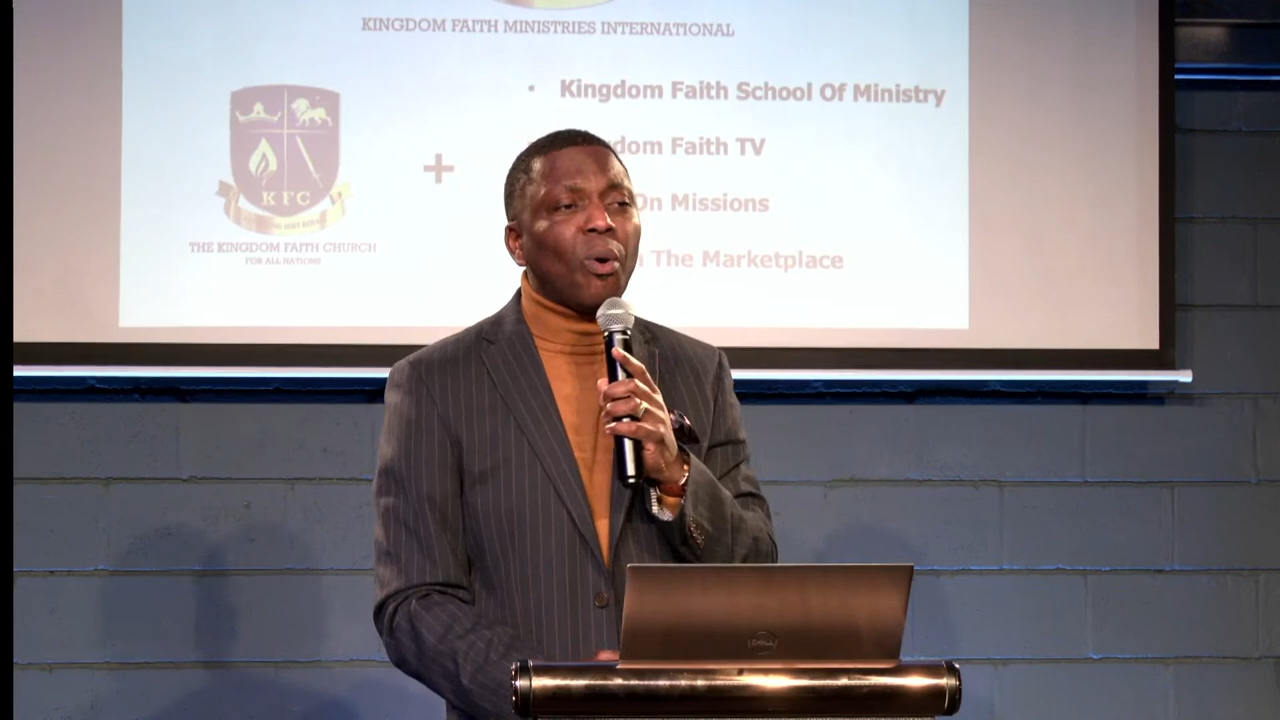 KINGDOM FAITH MINISTRIES INTERNATIONAL
• Kingdom Faith School Of Ministry
dom Faith TV
On Missions
The Marketplace
+
KFC
THE KINGDOM FAITH CHURCH
FOR ALL NATIONS
DELL